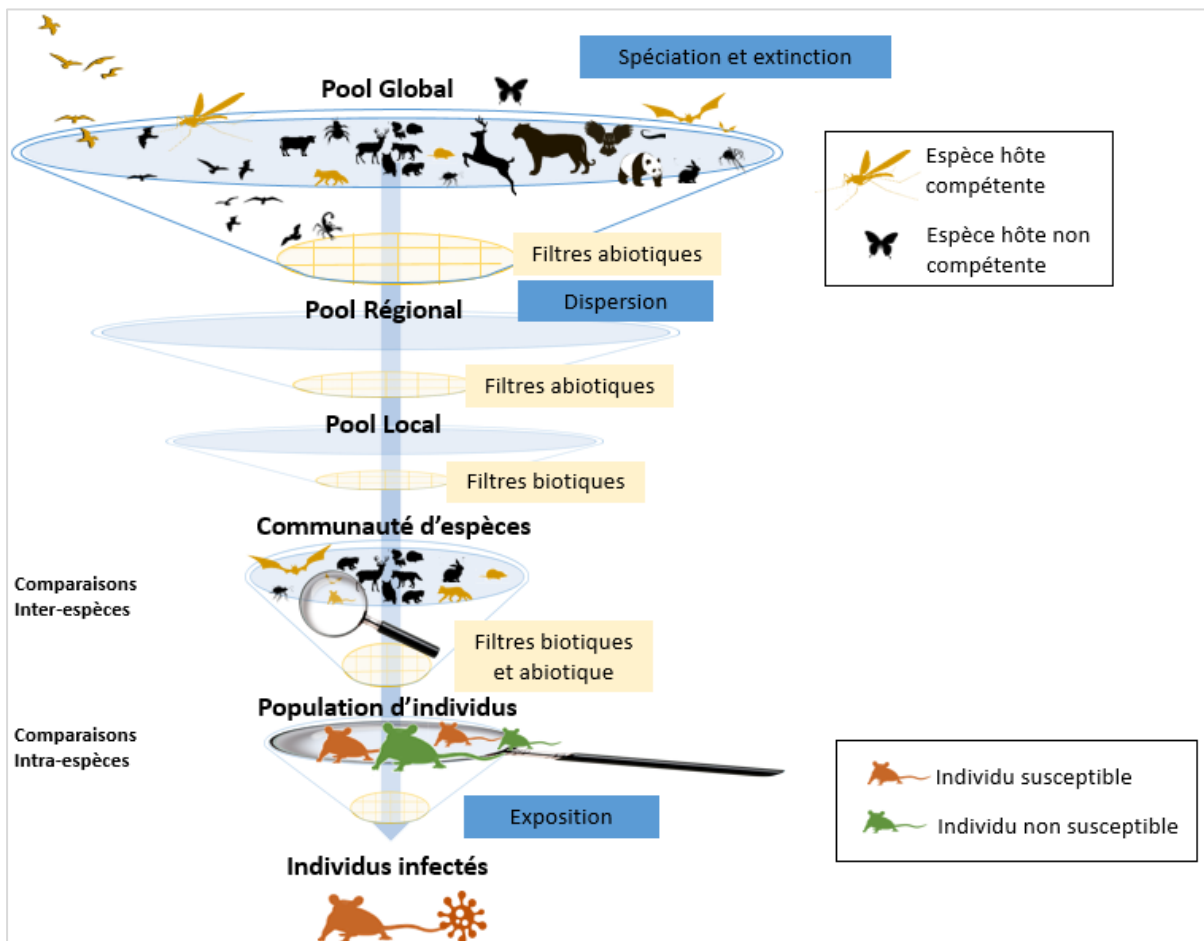 Spéciation et extinction
Pool Global
Espèce hôte
compétente
Espèce hôte non
compétente
Filtres abiotiques
Dispersion
Pool Régional
Filtres abiotiques
Pool Local
Filtres biotiques
Communauté d'espèces
Comparaisons
Inter-espèces
Filtres biotiques
et abiotique
Population d'individus
Comparaisons
Intra-espèces
Individu susceptible
Individu non susceptible
Exposition
Individus infectés